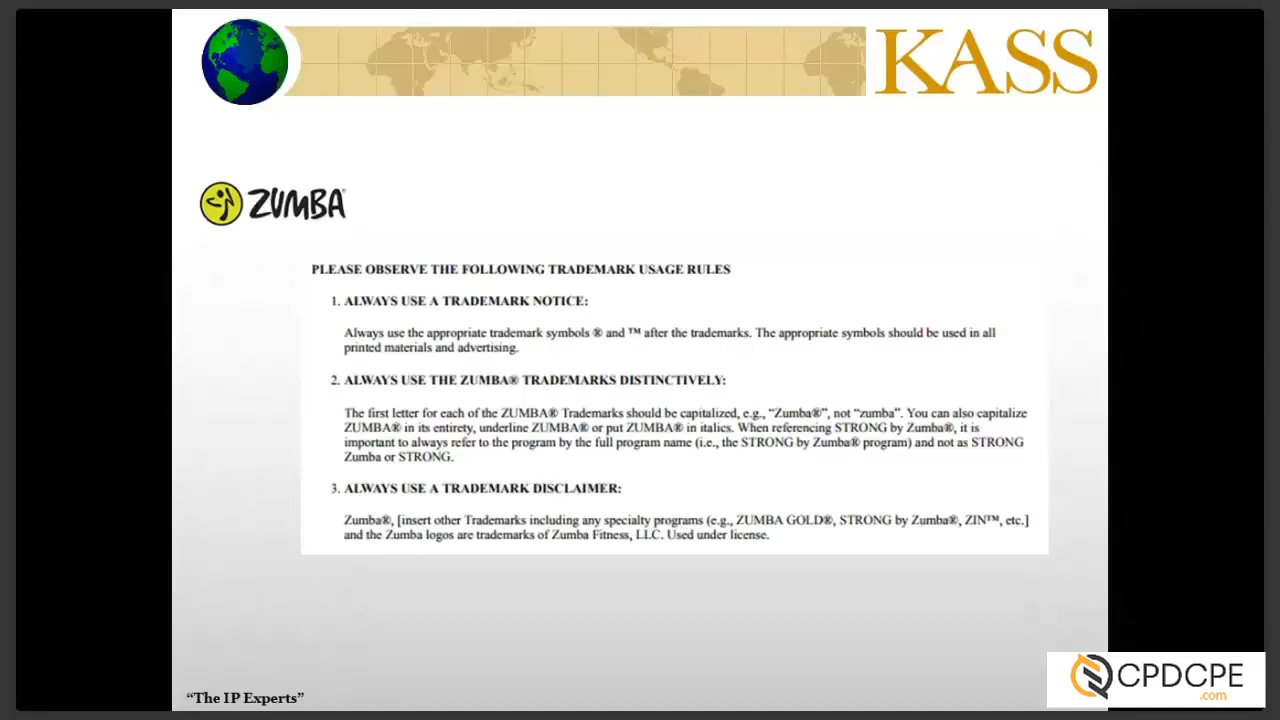 KASS
ZUMBA®
PLEASE OBSERVE THE FOLLOWING TRADEMARK USAGE RULES
1. ALWAYS USE A TRADEMARK NOTICE:
Always use the appropriate trademark symbols ® and ™ after the trademarks. The appropriate symbols should be used in all
printed materials and advertising.
2. ALWAYS USE THE ZUMBA® TRADEMARKS DISTINCTIVELY:
The first letter for each of the ZUMBA® Trademarks should be capitalized, e.g., “Zumba®”, not “zumba”. You can also capitalize
ZUMBA® in its entirety, underline ZUMBA® or put ZUMBA® in italics. When referencing STRONG by Zumba®, it is
important to always refer to the program by the full program name (i.e., the STRONG by Zumba® program) and not as STRONG
Zumba or STRONG.
3. ALWAYS USE A TRADEMARK DISCLAIMER:
Zumba®, [insert other Trademarks including any specialty programs (e.g., ZUMBA GOLD®, STRONG by Zumba®, ZIN™, etc.]
and the Zumba logos are trademarks of Zumba Fitness, LLC. Used under license.
“The IP Experts”
CPDCPE
.com